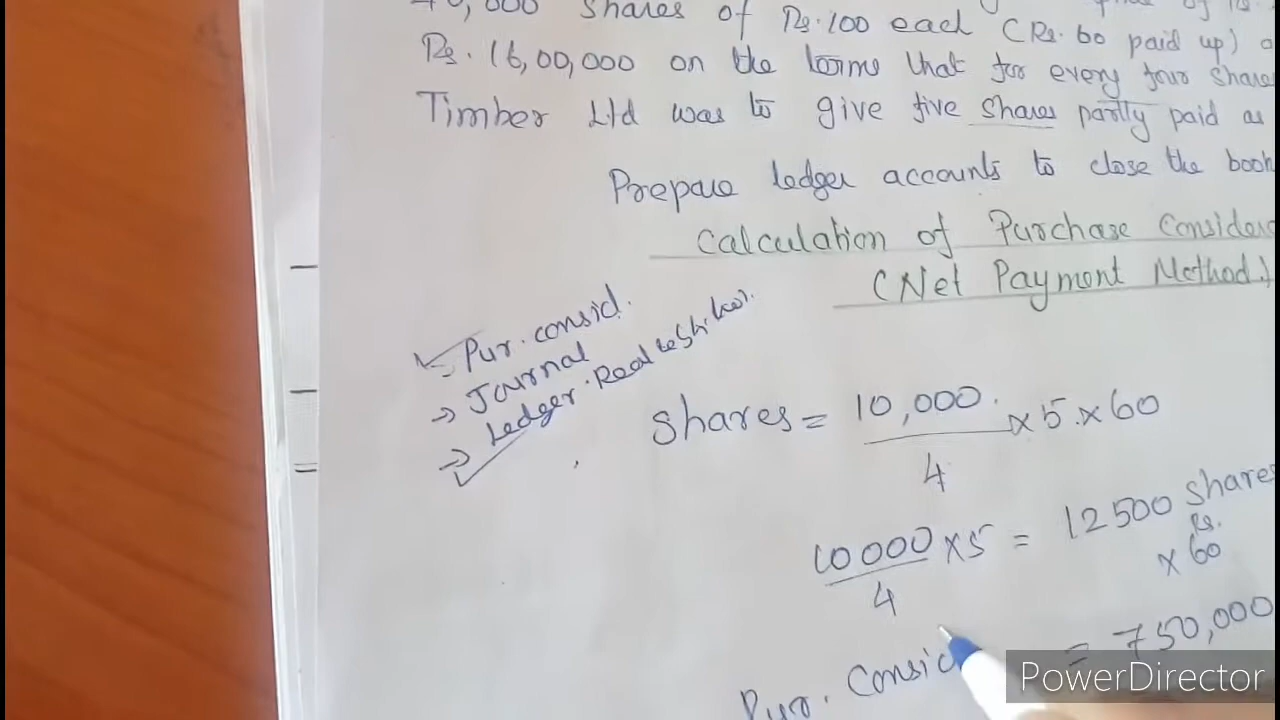 40,000 shares of Rs.100 each (Rs. 60 paid up)
Rs. 16,00,000 on the terms that for every four shares
Timber Ltd was to give five shares partly paid as
Prepare ledger accounts to close the book
Calculation of Purchase Consider
(Net Payment Method)
Pur. consid.
→ Journal
→ Ledger.
Shares = 10,000 / 4 × 5 × 60
10000 / 4 × 5 = 12500 shares
Rs.
× 60
Pur. Consid = 750,000
PowerDirector